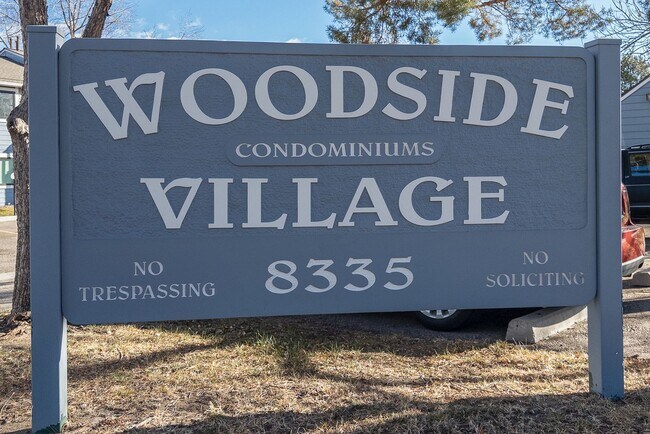 WOODSIDE
CONDOMINIUMS
VILLAGE
NO TRESPASSING
8335
NO SOLICITING